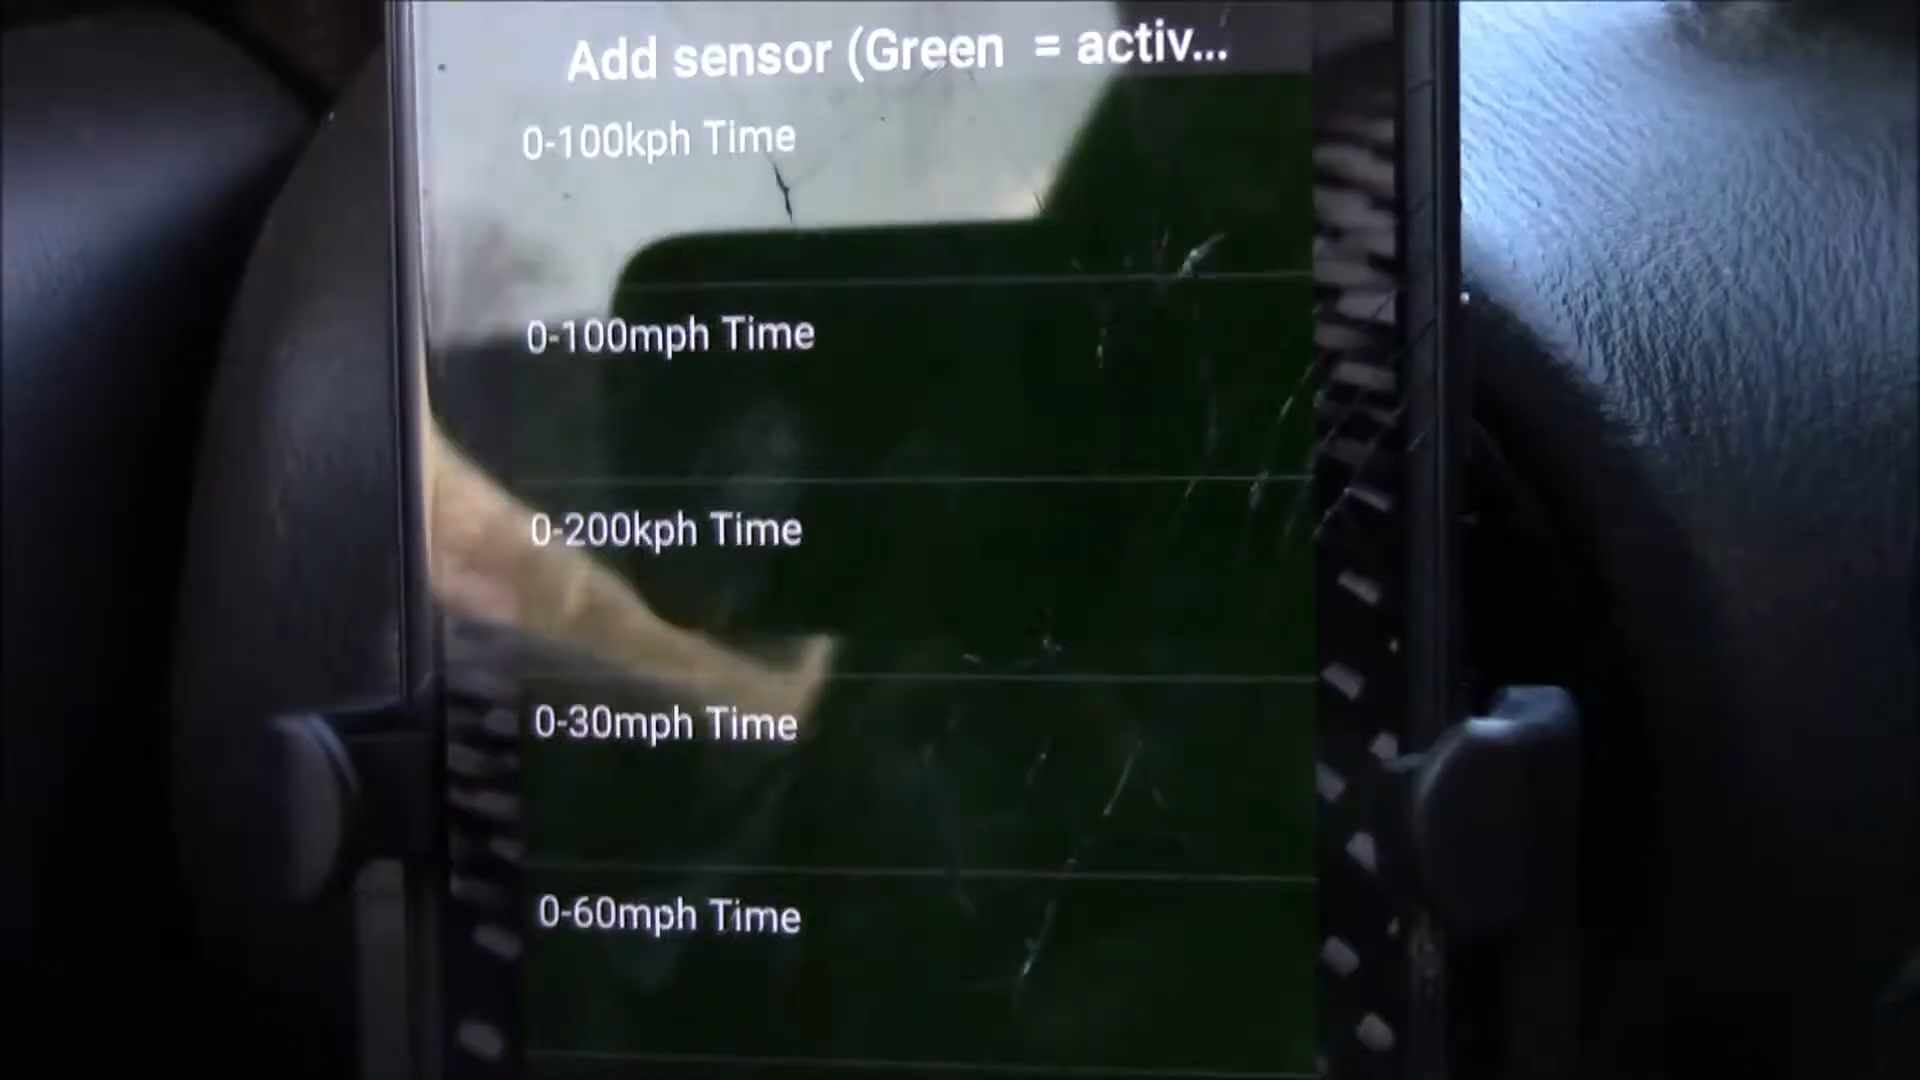 Add sensor (Green = activ...
0-100kph Time
0-100mph Time
0-200kph Time
0-30mph Time
0-60mph Time